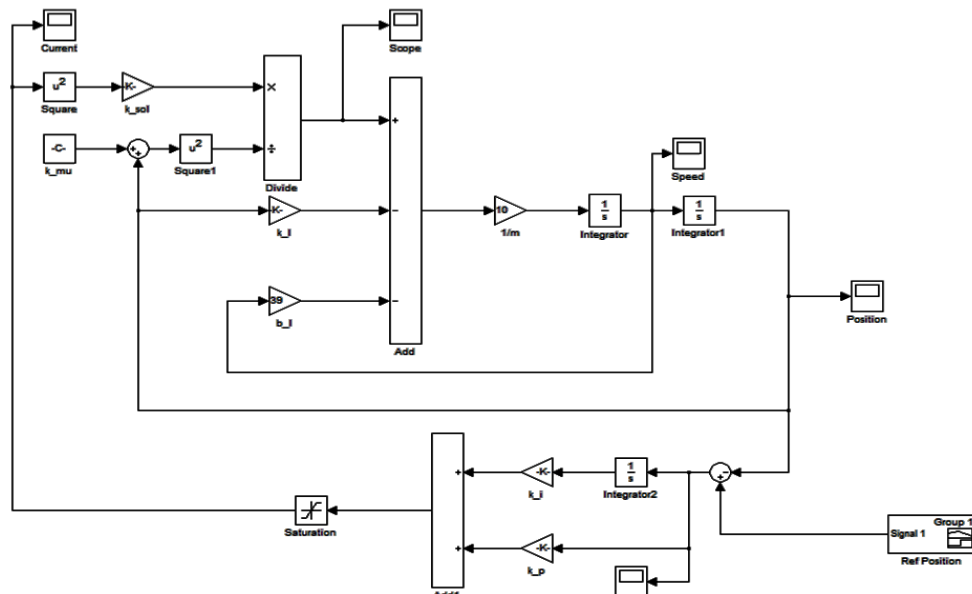 Current
Scope
u²
Square
-K-
k_sol
×
÷
Divide
-C-
k_mu
+
+
u²
Square1
K-
k_l
39
b_l
+
−
−
Add
10
1/m
1
s
Integrator
Speed
1
s
Integrator1
Position
+
+
-K-
k_i
1
s
Integrator2
−
+
Saturation
-K-
k_p
Group 1
Signal 1
Ref Position